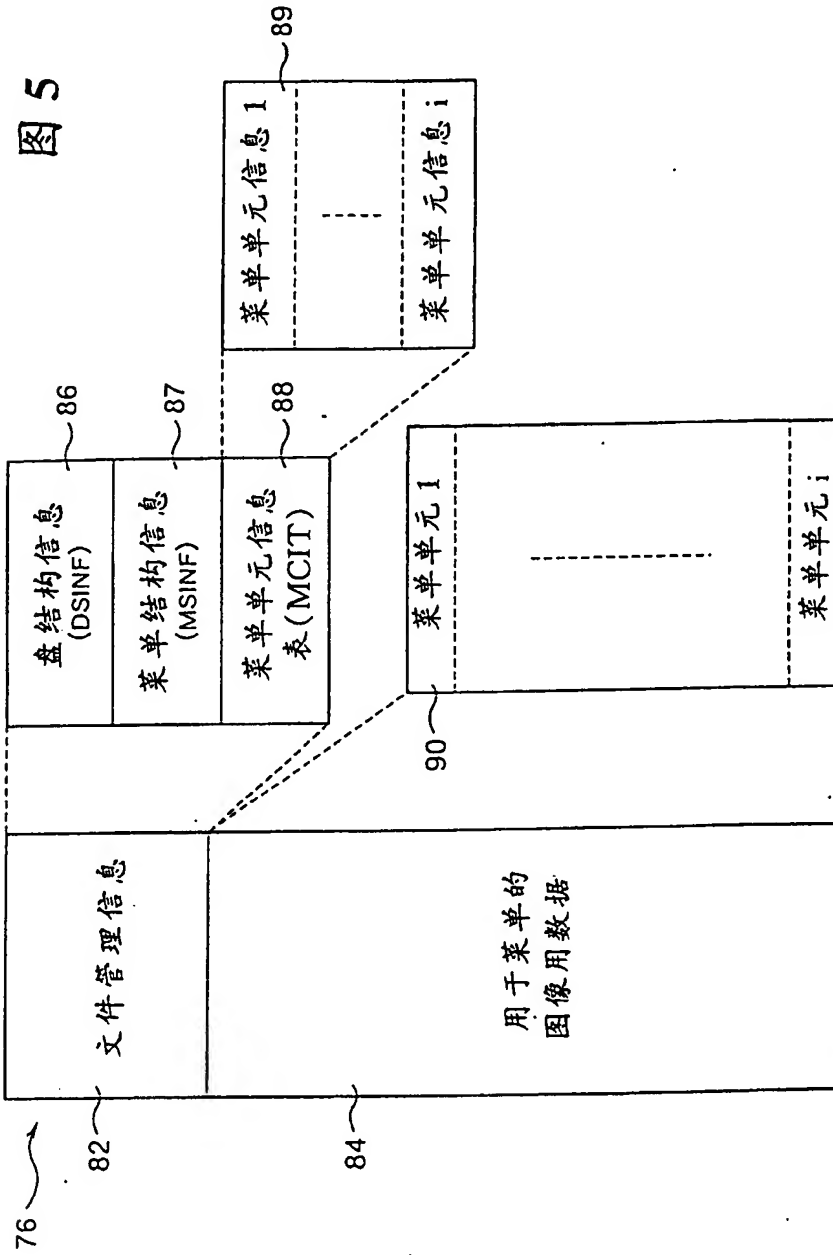 图 5
76
82
文件管理信息
84
用于菜单的
图像用数据
盘结构信息
(DSINF)
86
菜单结构信息
(MSINF)
87
菜单单元信息
表(MCIT)
88
菜单单元信息 1
89
菜单单元信息 i
90
菜单单元 1
菜单单元 i